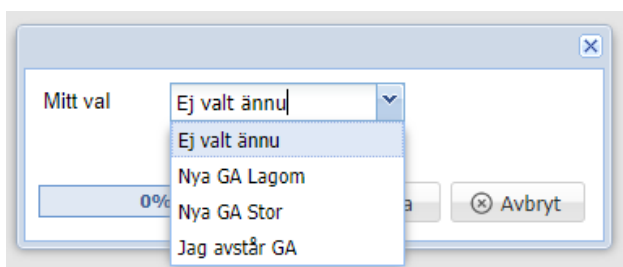 Mitt val Ej valt ännu
Ej valt ännu
Nya GA Lagom
0% Nya GA Stor a Avbryt
Jag avstår GA